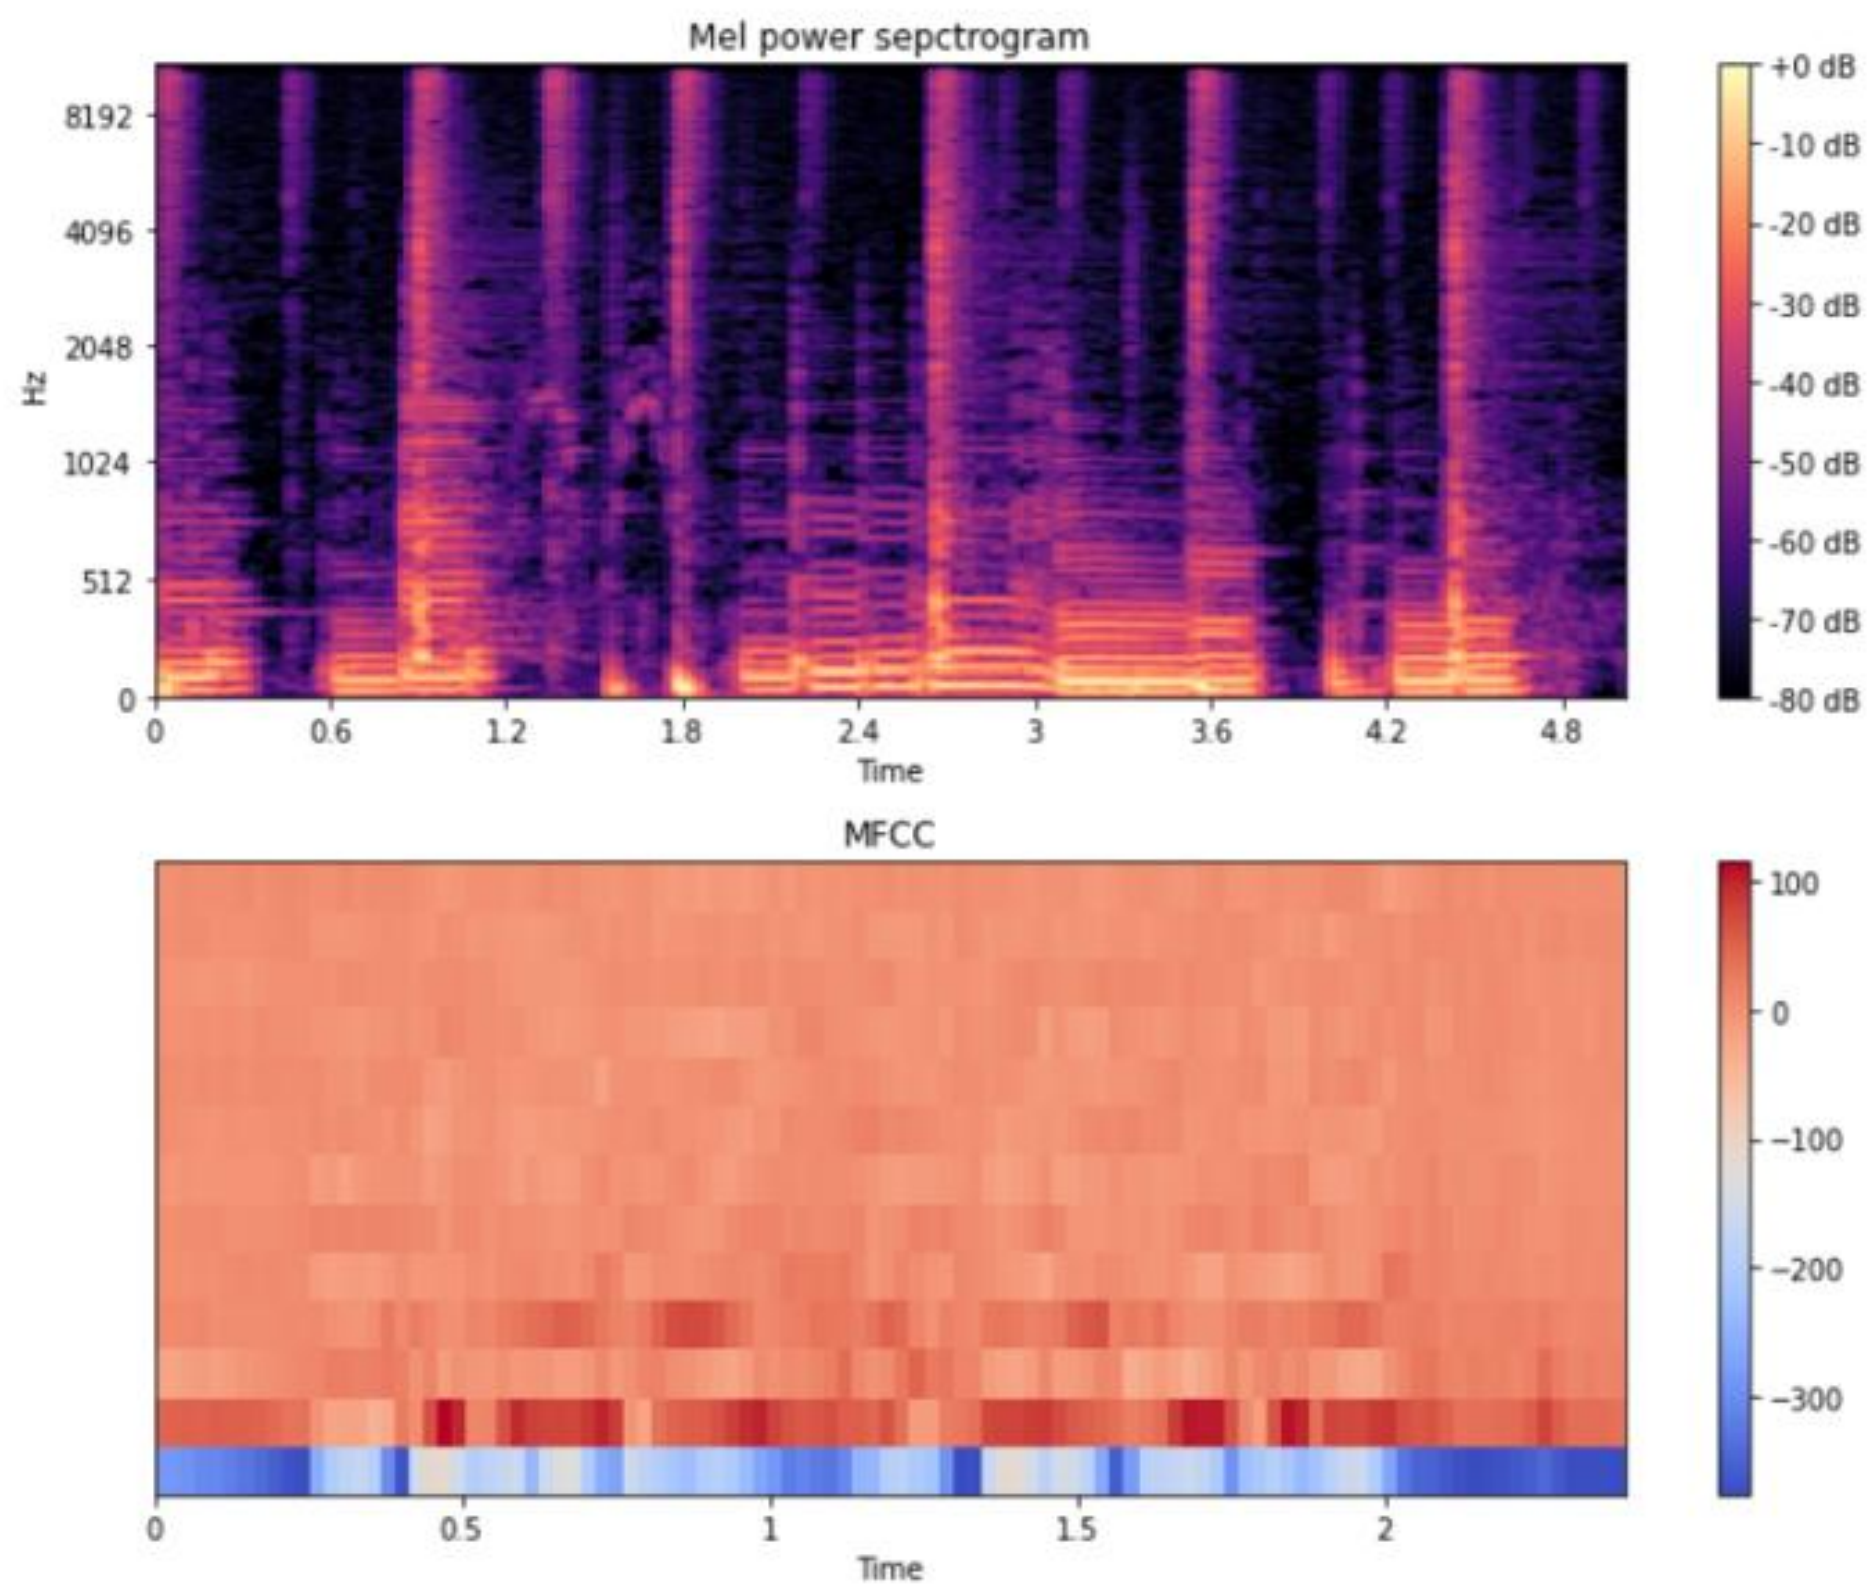 Mel power sepctrogram
+0 dB
8192
-10 dB
-20 dB
4096
-30 dB
2048
Hz
-40 dB
1024
-50 dB
-60 dB
512
-70 dB
0
-80 dB
0 0.6 1.2 1.8 2.4 3 3.6 4.2 4.8
Time
MFCC
100
0
−100
−200
−300
0 0.5 1 1.5 2
Time